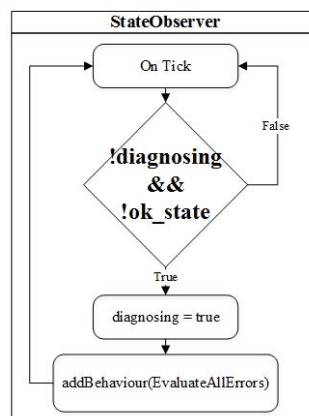 StateObserver
On Tick
False
!diagnosing
&&
!ok_state
True
diagnosing = true
addBehaviour(EvaluateAllErrors)